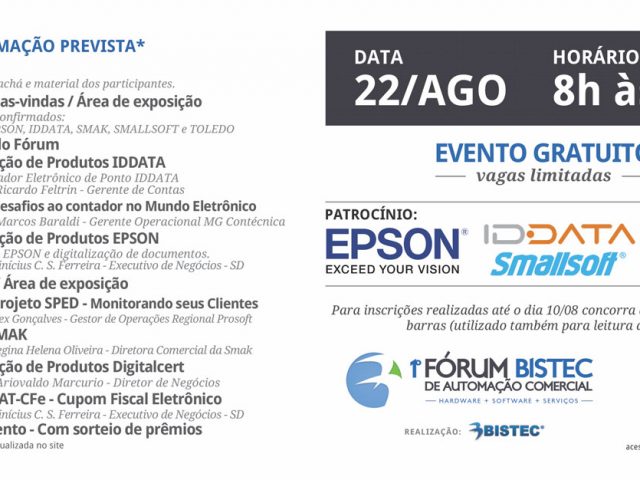 MAÇÃO PREVISTA*
achá e material dos participantes.
as-vindas / Área de exposição
onfirmados:
PSON, IDDATA, SMAK, SMALLSOFT e TOLEDO
do Fórum
ção de Produtos IDDATA
ador Eletrônico de Ponto IDDATA
Ricardo Feltrin - Gerente de Contas
esafios ao contador no Mundo Eletrônico
Marcos Baraldi - Gerente Operacional MG Contécnica
ção de Produtos EPSON
EPSON e digitalização de documentos.
inícius C. S. Ferreira - Executivo de Negócios - SD
/ Área de exposição
rojeto SPED - Monitorando seus Clientes
ex Gonçalves - Gestor de Operações Regional Prosoft
MAK
egina Helena Oliveira - Diretora Comercial da Smak
ção de Produtos Digitalcert
Ariovaldo Marcurio - Diretor de Negócios
AT-CFe - Cupom Fiscal Eletrônico
inícius C. S. Ferreira - Executivo de Negócios - SD
ento - Com sorteio de prêmios
ualizada no site
DATA
22/AGO
HORÁRIO
8h às
EVENTO GRATUITO
vagas limitadas
PATROCÍNIO:
EPSON®
EXCEED YOUR VISION
IDDATA
Smallsoft®
Para inscrições realizadas até o dia 10/08 concorra
barras (utilizado também para leitura d
1º FÓRUM BISTEC
DE AUTOMAÇÃO COMERCIAL
HARDWARE + SOFTWARE + SERVIÇOS
REALIZAÇÃO: BISTEC®
aces